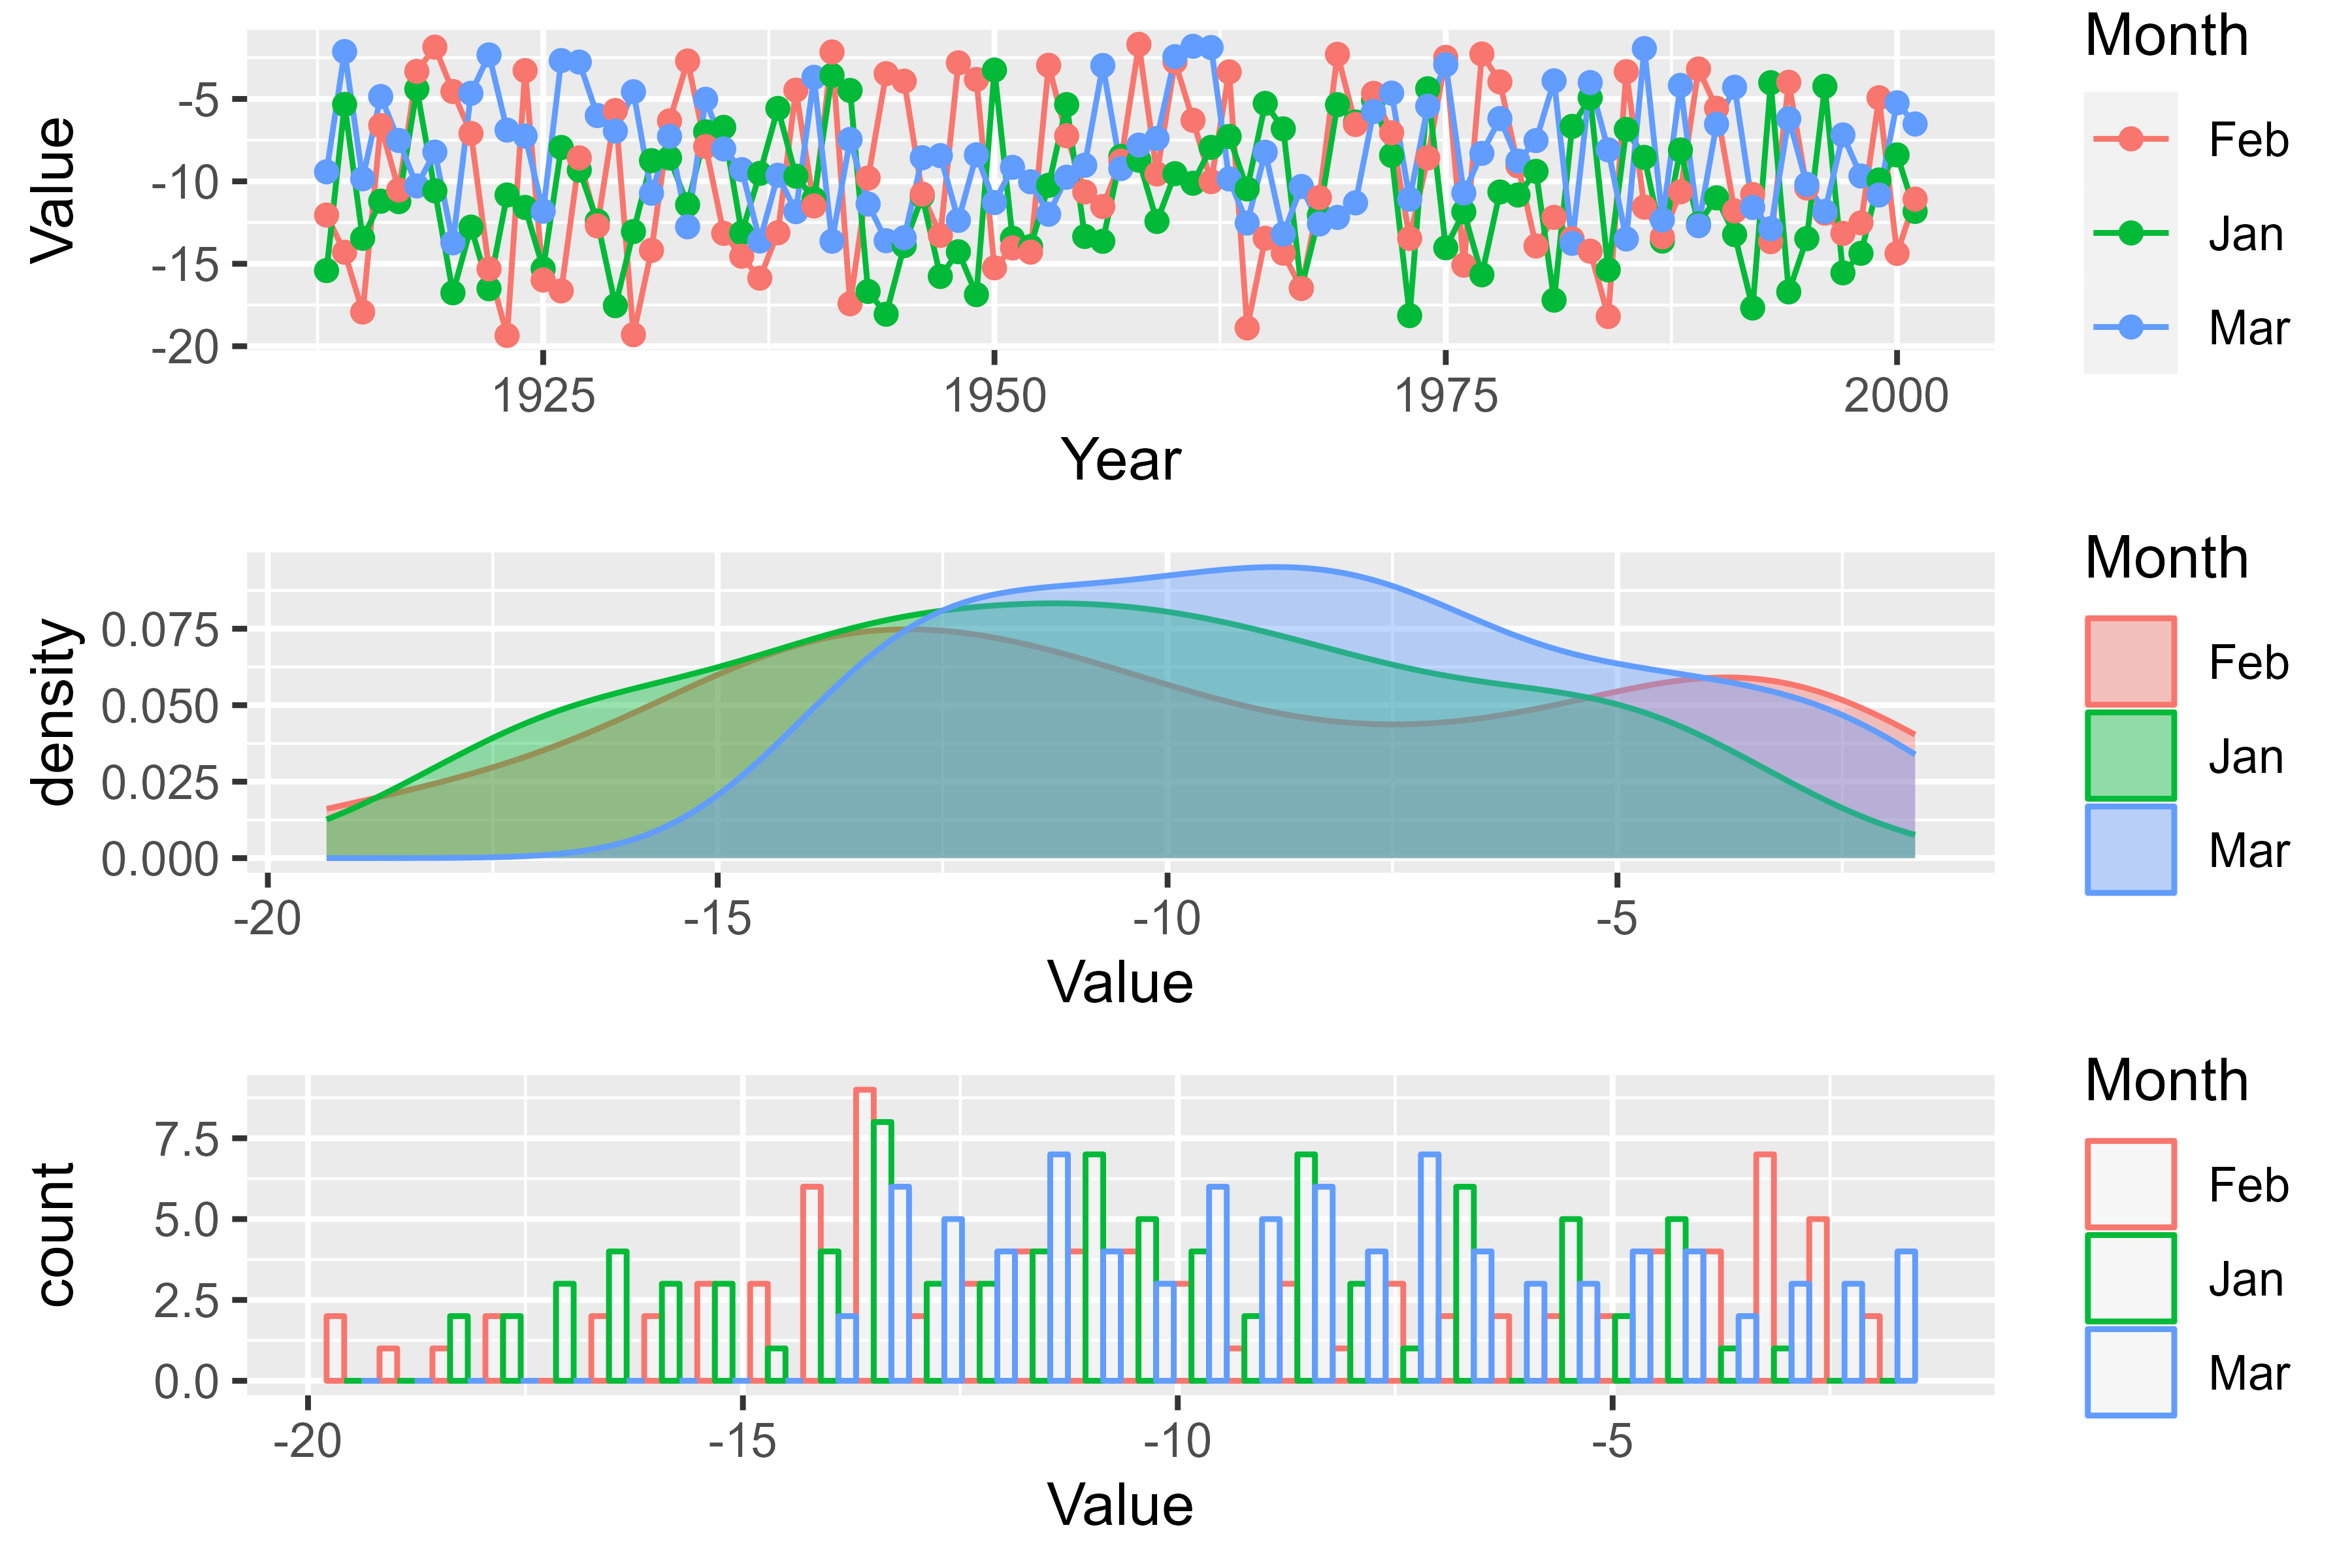 Value
-5
-10
-15
-20
1925 1950 1975 2000
Year
Month
Feb
Jan
Mar
density
0.075
0.050
0.025
0.000
-20 -15 -10 -5
Value
Month
Feb
Jan
Mar
count
7.5
5.0
2.5
0.0
-20 -15 -10 -5
Value
Month
Feb
Jan
Mar